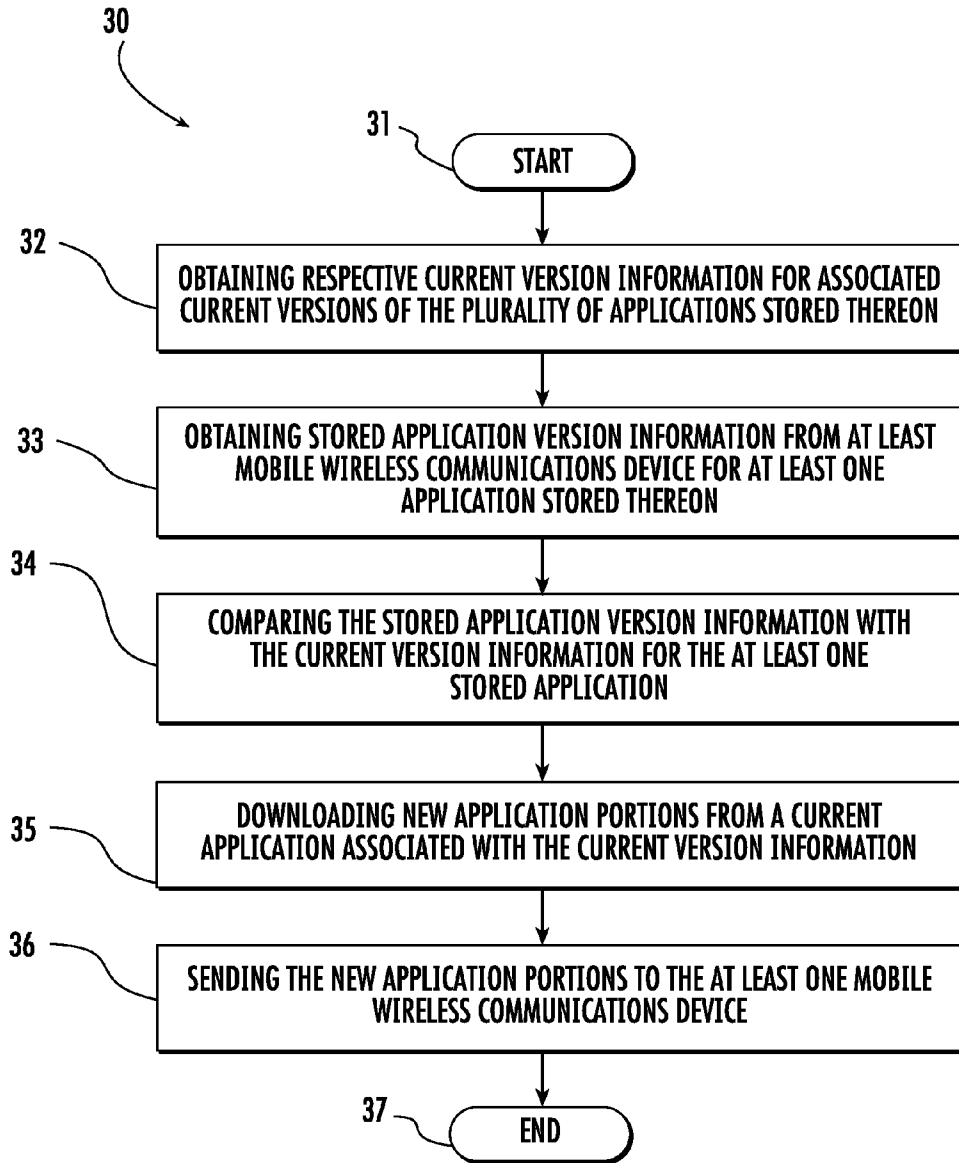 30
31
START
32
OBTAINING RESPECTIVE CURRENT VERSION INFORMATION FOR ASSOCIATED
CURRENT VERSIONS OF THE PLURALITY OF APPLICATIONS STORED THEREON
33
OBTAINING STORED APPLICATION VERSION INFORMATION FROM AT LEAST
MOBILE WIRELESS COMMUNICATIONS DEVICE FOR AT LEAST ONE
APPLICATION STORED THEREON
34
COMPARING THE STORED APPLICATION VERSION INFORMATION WITH
THE CURRENT VERSION INFORMATION FOR THE AT LEAST ONE
STORED APPLICATION
35
DOWNLOADING NEW APPLICATION PORTIONS FROM A CURRENT
APPLICATION ASSOCIATED WITH THE CURRENT VERSION INFORMATION
36
SENDING THE NEW APPLICATION PORTIONS TO THE AT LEAST ONE MOBILE
WIRELESS COMMUNICATIONS DEVICE
37
END